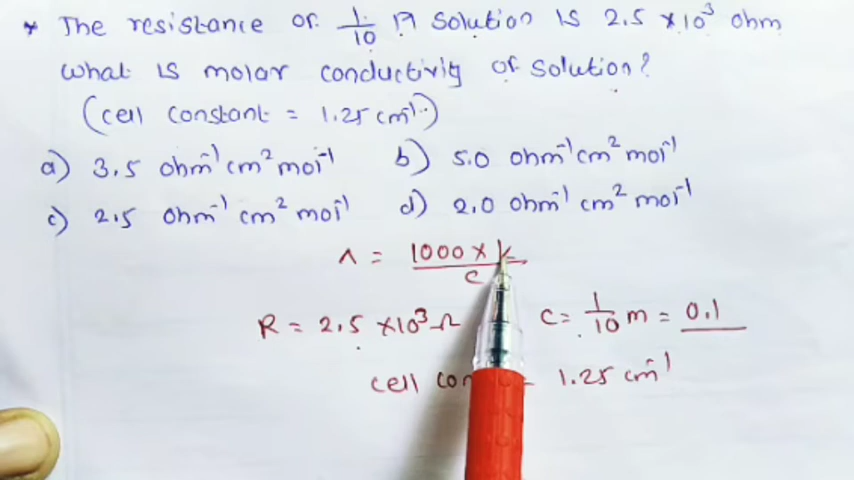 * The resistance of 1/10 M solution is 2.5 × 10³ ohm
what is molar conductivity of solution?
(cell constant = 1.25 cm⁻¹)
a) 3.5 ohm⁻¹ cm² mol⁻¹ b) 5.0 ohm⁻¹ cm² mol⁻¹
c) 2.5 ohm⁻¹ cm² mol⁻¹ d) 2.0 ohm⁻¹ cm² mol⁻¹
Λ = 1000 × k / C
R = 2.5 × 10³ Ω C = 1/10 m = 0.1
cell = 1.25 cm⁻¹